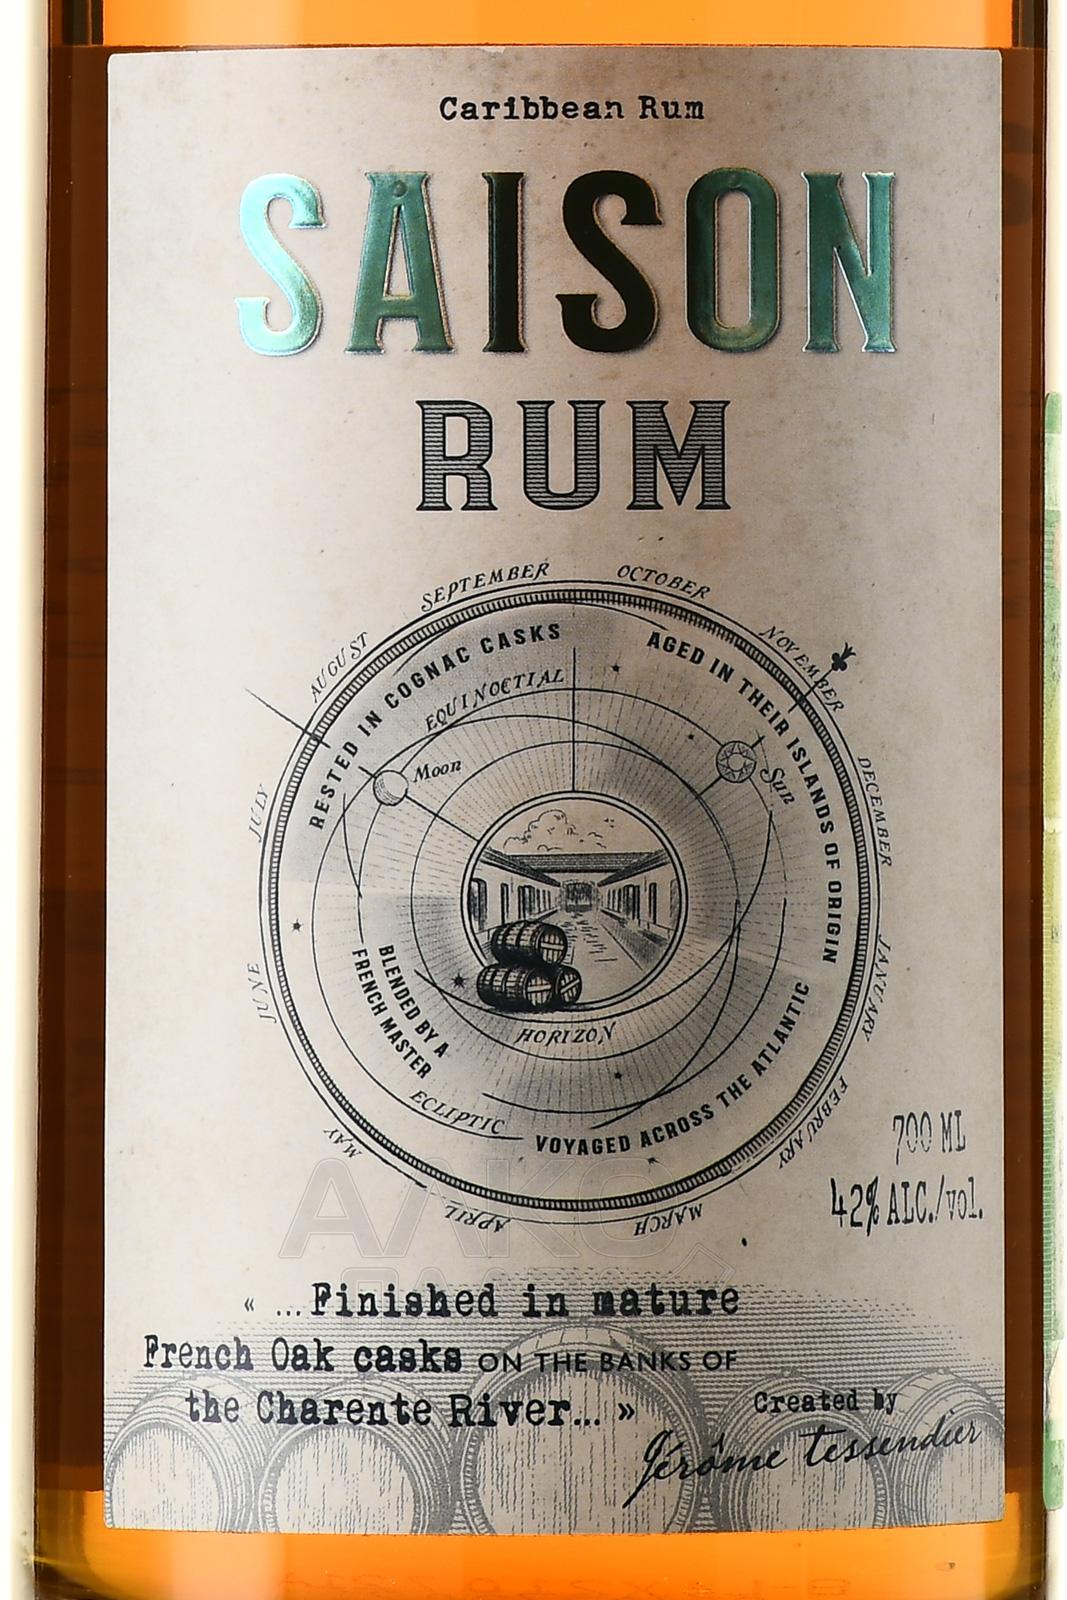 Caribbean Rum
SAISON
RUM
SEPTEMBER
OCTOBER
AUGUST
NOVEMBER
RESTED IN COGNAC CASKS
AGED IN THEIR ISLANDS OF ORIGIN
EQUINOCTIAL
Moon
Sun
JULY
DECEMBER
JUNE
JANUARY
BLENDED BY A
FRENCH MASTER
HORIZON
ECLIPTIC
VOYAGED ACROSS THE ATLANTIC
MAY
FEBRUARY
APRIL
MARCH
700 ML
42% ALC./vol.
« ...Finished in mature
French Oak casks ON THE BANKS OF
the Charente River... »
Created by
Jérôme Tessendier